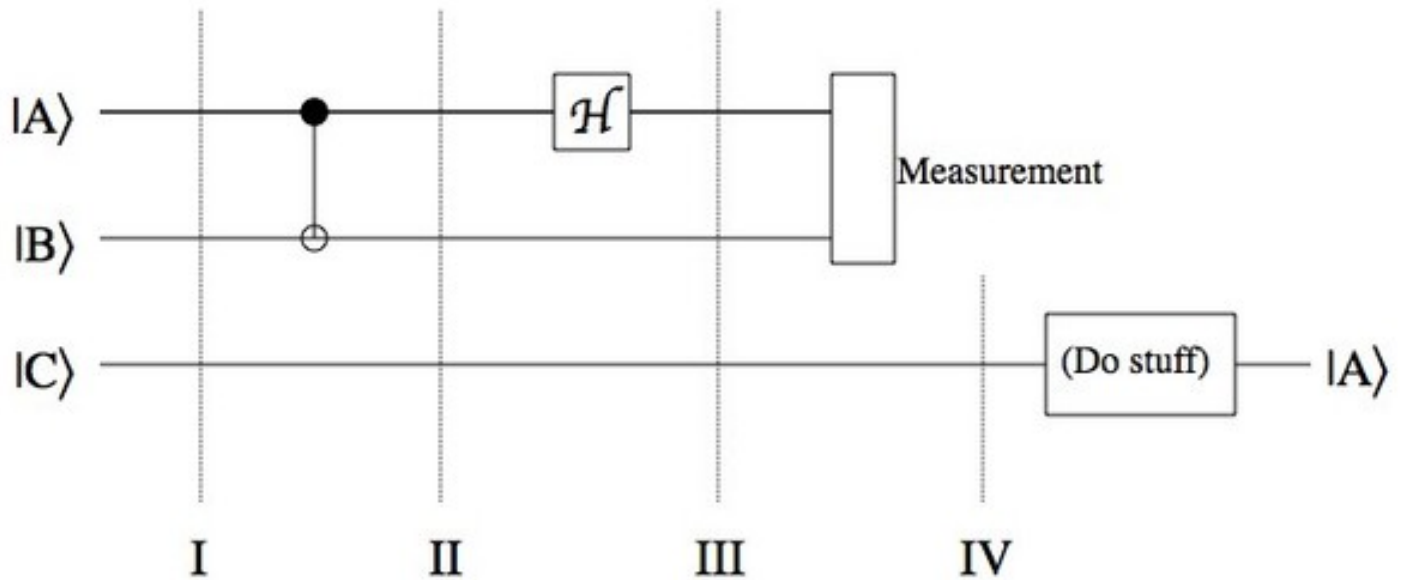 |A⟩
H
Measurement
|B⟩
|C⟩
(Do stuff)
|A⟩
I
II
III
IV